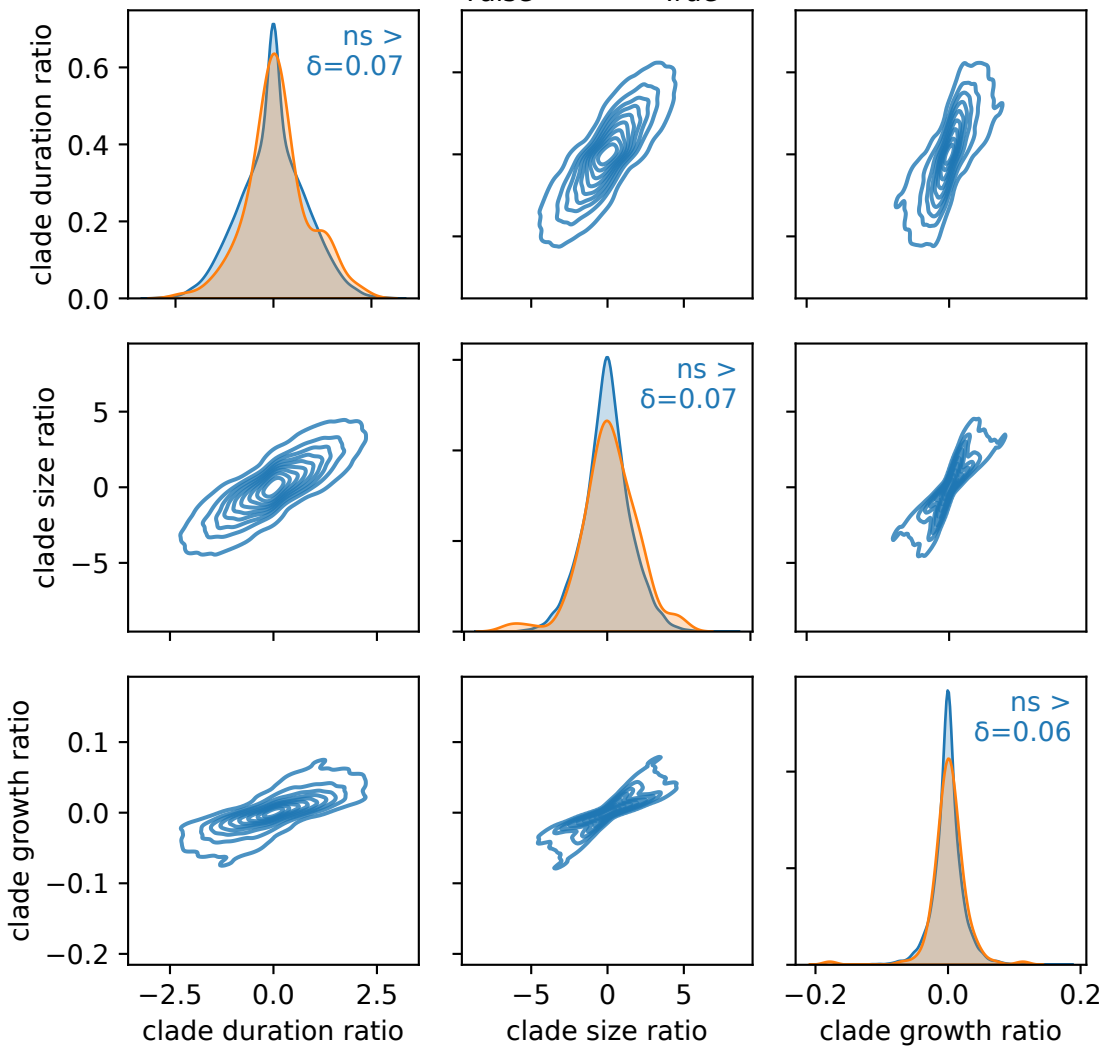 clade duration ratio
0.6
0.4
0.2
0.0
−2.5
0.0
2.5
ns >
δ=0.07
−5
0
5
−0.2
0.0
0.2
clade size ratio
5
0
−5
ns >
δ=0.07
clade growth ratio
0.1
0.0
−0.1
−0.2
ns >
δ=0.06
clade duration ratio
clade size ratio
clade growth ratio